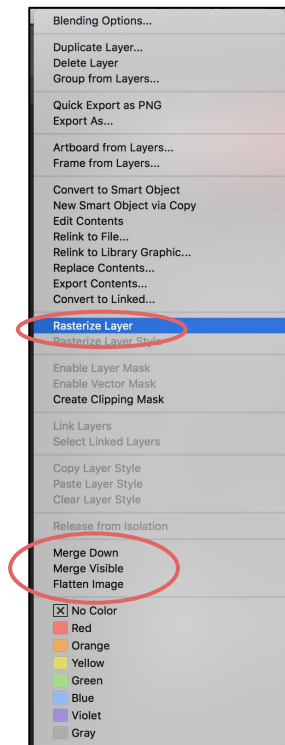 Blending Options...
Duplicate Layer...
Delete Layer
Group from Layers...
Quick Export as PNG
Export As...
Artboard from Layers...
Frame from Layers...
Convert to Smart Object
New Smart Object via Copy
Edit Contents
Relink to File...
Relink to Library Graphic...
Replace Contents...
Export Contents...
Convert to Linked...
Rasterize Layer
Rasterize Layer Style
Enable Layer Mask
Enable Vector Mask
Create Clipping Mask
Link Layers
Select Linked Layers
Copy Layer Style
Paste Layer Style
Clear Layer Style
Release from Isolation
Merge Down
Merge Visible
Flatten Image
No Color
Red
Orange
Yellow
Green
Blue
Violet
Gray